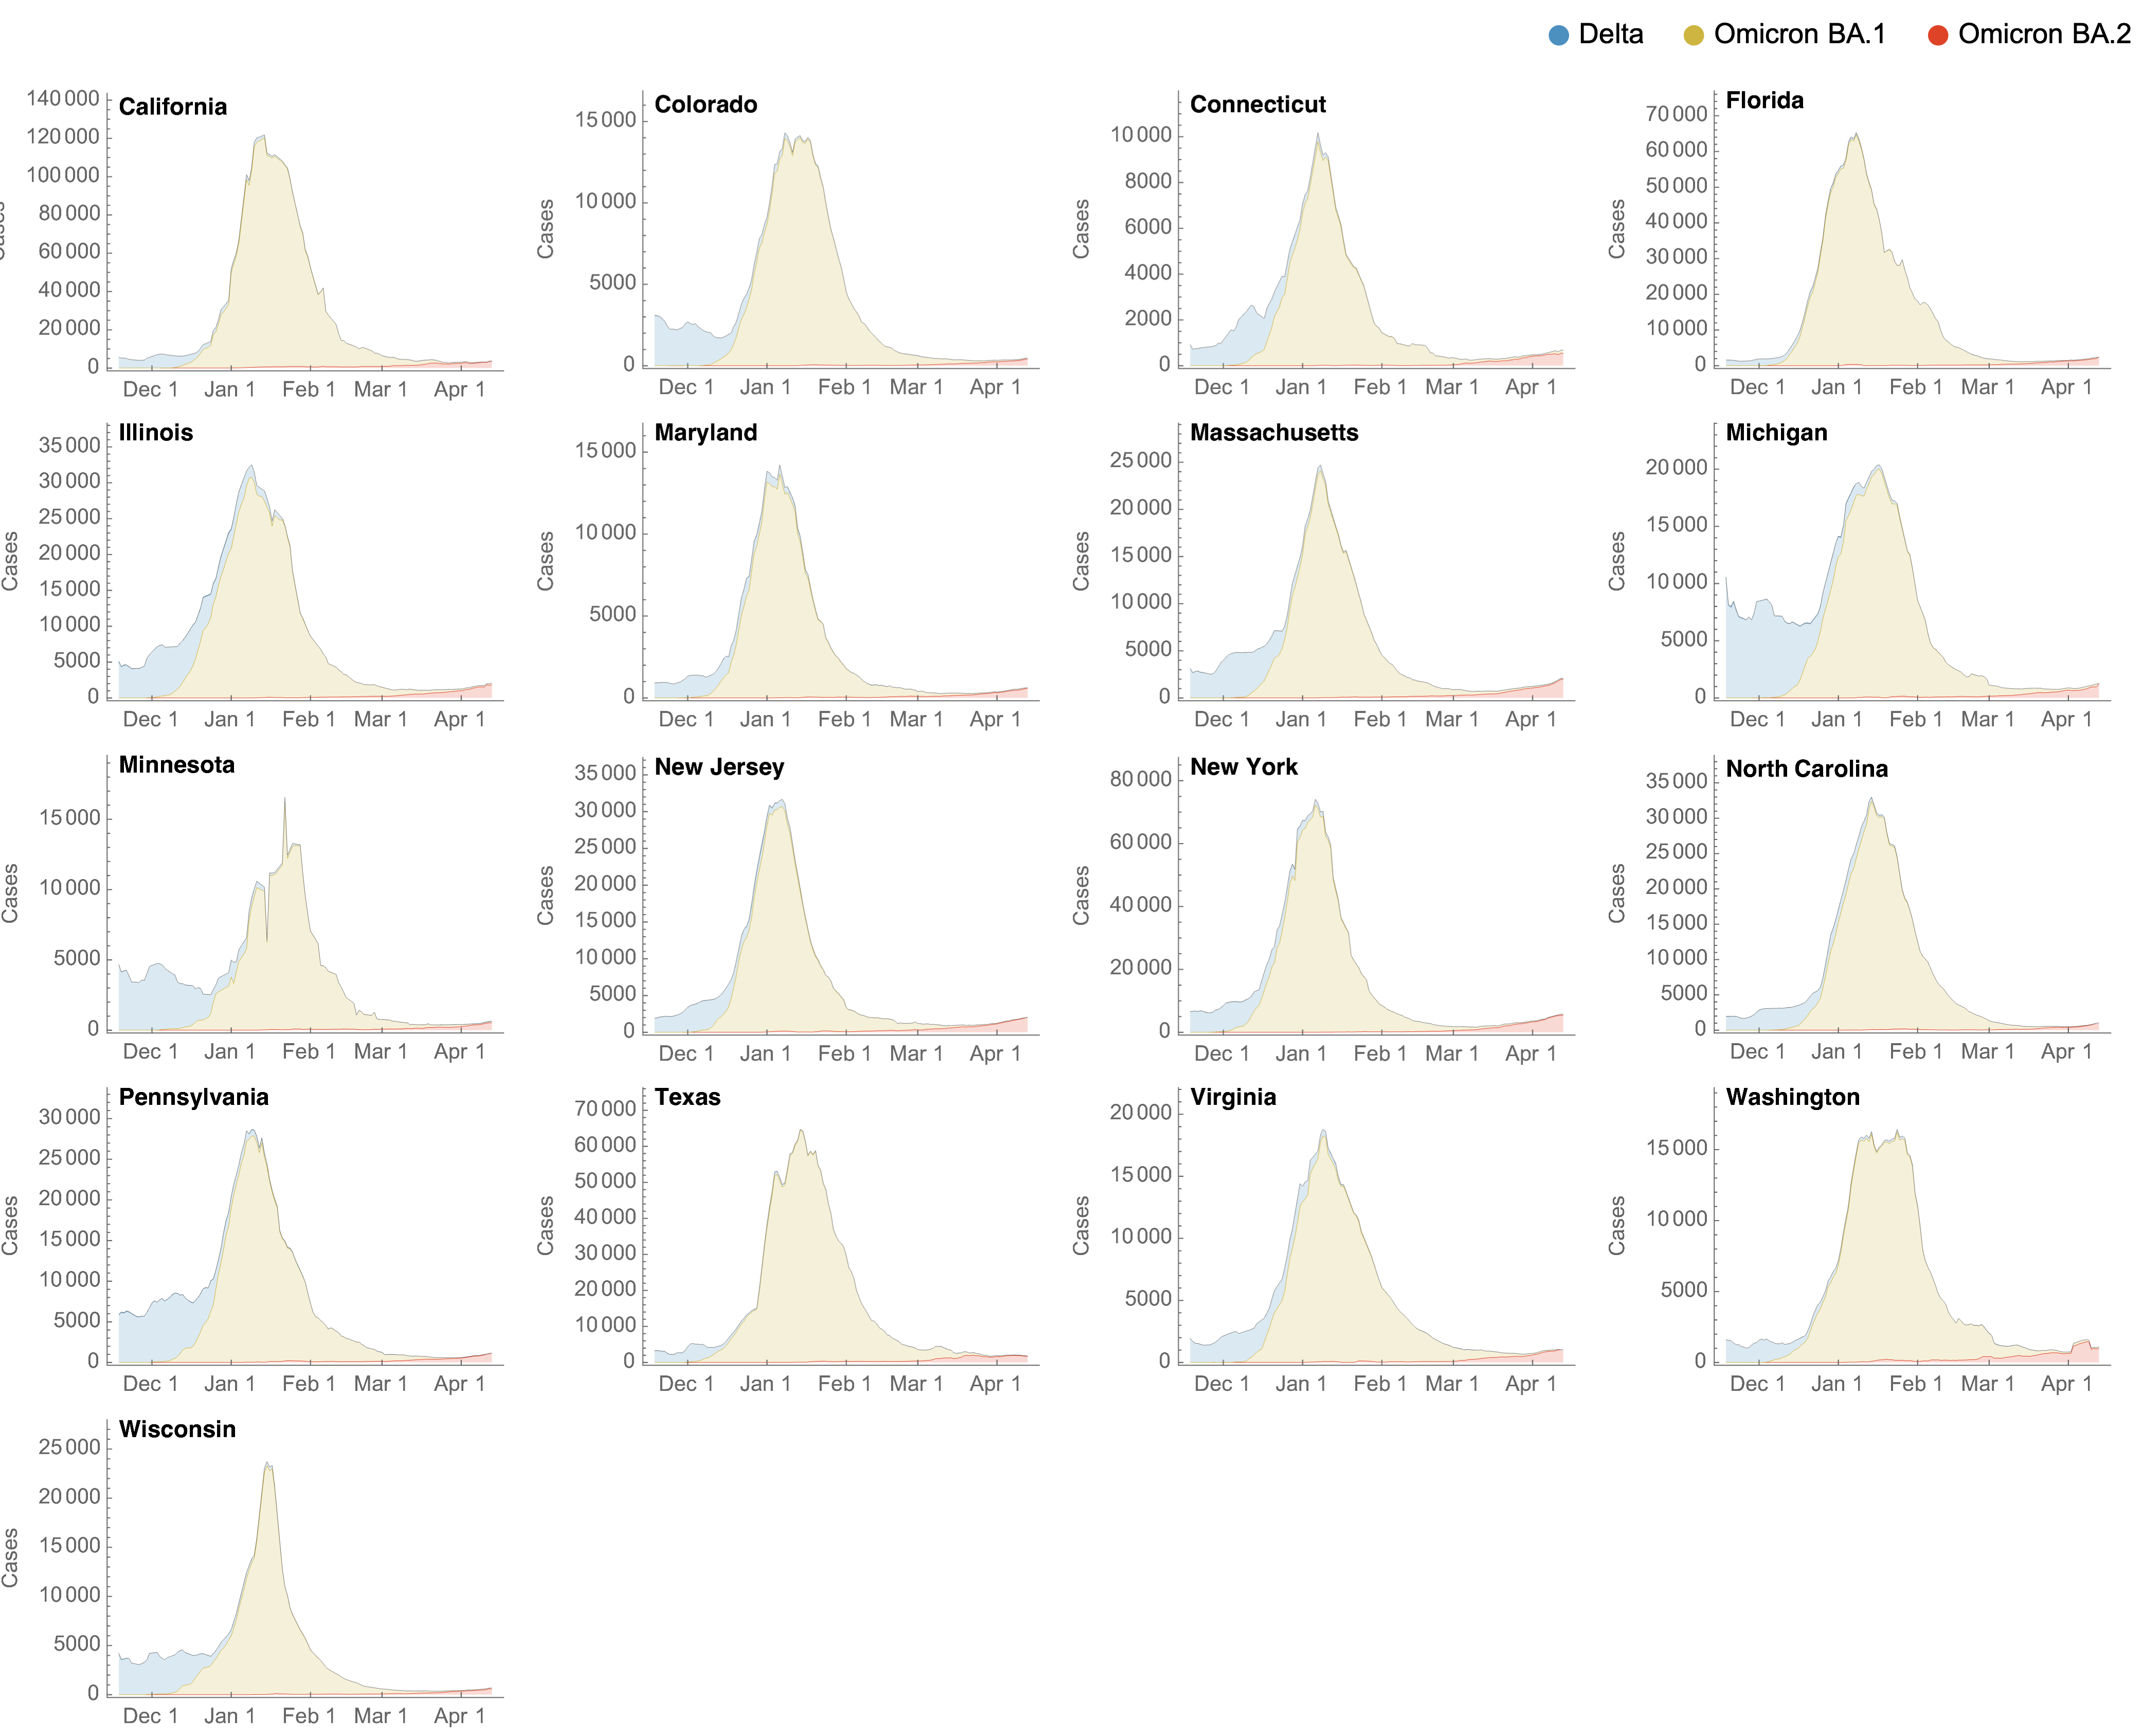 Delta
Omicron BA.1
Omicron BA.2
California
Cases
140 000
120 000
100 000
80 000
60 000
40 000
20 000
0
Dec 1 Jan 1 Feb 1 Mar 1 Apr 1
Colorado
Cases
15 000
10 000
5000
0
Dec 1 Jan 1 Feb 1 Mar 1 Apr 1
Connecticut
Cases
10 000
8000
6000
4000
2000
0
Dec 1 Jan 1 Feb 1 Mar 1 Apr 1
Florida
Cases
70 000
60 000
50 000
40 000
30 000
20 000
10 000
0
Dec 1 Jan 1 Feb 1 Mar 1 Apr 1
Illinois
Cases
35 000
30 000
25 000
20 000
15 000
10 000
5000
0
Dec 1 Jan 1 Feb 1 Mar 1 Apr 1
Maryland
Cases
15 000
10 000
5000
0
Dec 1 Jan 1 Feb 1 Mar 1 Apr 1
Massachusetts
Cases
25 000
20 000
15 000
10 000
5000
0
Dec 1 Jan 1 Feb 1 Mar 1 Apr 1
Michigan
Cases
20 000
15 000
10 000
5000
0
Dec 1 Jan 1 Feb 1 Mar 1 Apr 1
Minnesota
Cases
15 000
10 000
5000
0
Dec 1 Jan 1 Feb 1 Mar 1 Apr 1
New Jersey
Cases
35 000
30 000
25 000
20 000
15 000
10 000
5000
0
Dec 1 Jan 1 Feb 1 Mar 1 Apr 1
New York
Cases
80 000
60 000
40 000
20 000
0
Dec 1 Jan 1 Feb 1 Mar 1 Apr 1
North Carolina
Cases
35 000
30 000
25 000
20 000
15 000
10 000
5000
0
Dec 1 Jan 1 Feb 1 Mar 1 Apr 1
Pennsylvania
Cases
30 000
25 000
20 000
15 000
10 000
5000
0
Dec 1 Jan 1 Feb 1 Mar 1 Apr 1
Texas
Cases
70 000
60 000
50 000
40 000
30 000
20 000
10 000
0
Dec 1 Jan 1 Feb 1 Mar 1 Apr 1
Virginia
Cases
20 000
15 000
10 000
5000
0
Dec 1 Jan 1 Feb 1 Mar 1 Apr 1
Washington
Cases
15 000
10 000
5000
0
Dec 1 Jan 1 Feb 1 Mar 1 Apr 1
Wisconsin
Cases
25 000
20 000
15 000
10 000
5000
0
Dec 1 Jan 1 Feb 1 Mar 1 Apr 1